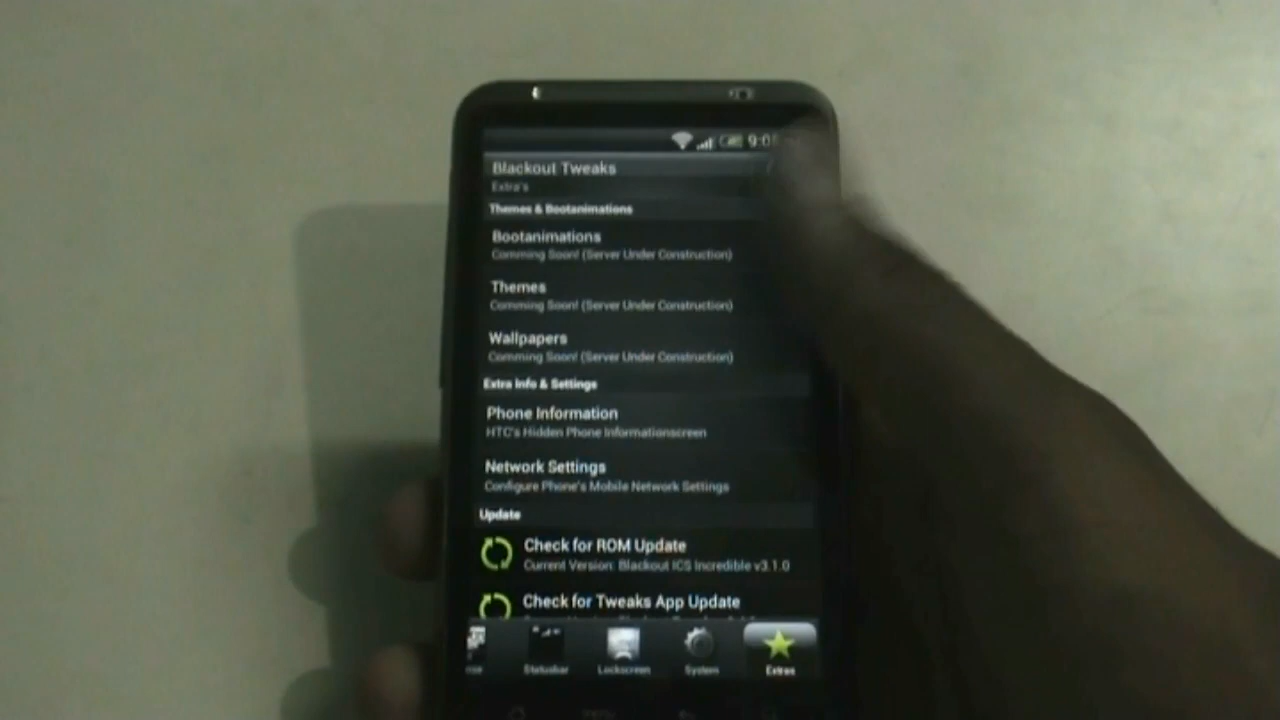 9:0
Blackout Tweaks
Extra's
Themes & Bootanimations
Bootanimations
Comming Soon! (Server Under Construction)
Themes
Comming Soon! (Server Under Construction)
Wallpapers
Comming Soon! (Server Under Construction)
Extra Info & Settings
Phone Information
HTC's Hidden Phone Informationscreen
Network Settings
Configure Phone's Mobile Network Settings
Update
Check for ROM Update
Current Version: Blackout ICS Incredible v3.1.0
Check for Tweaks App Update
Statusbar Lockscreen System Extras